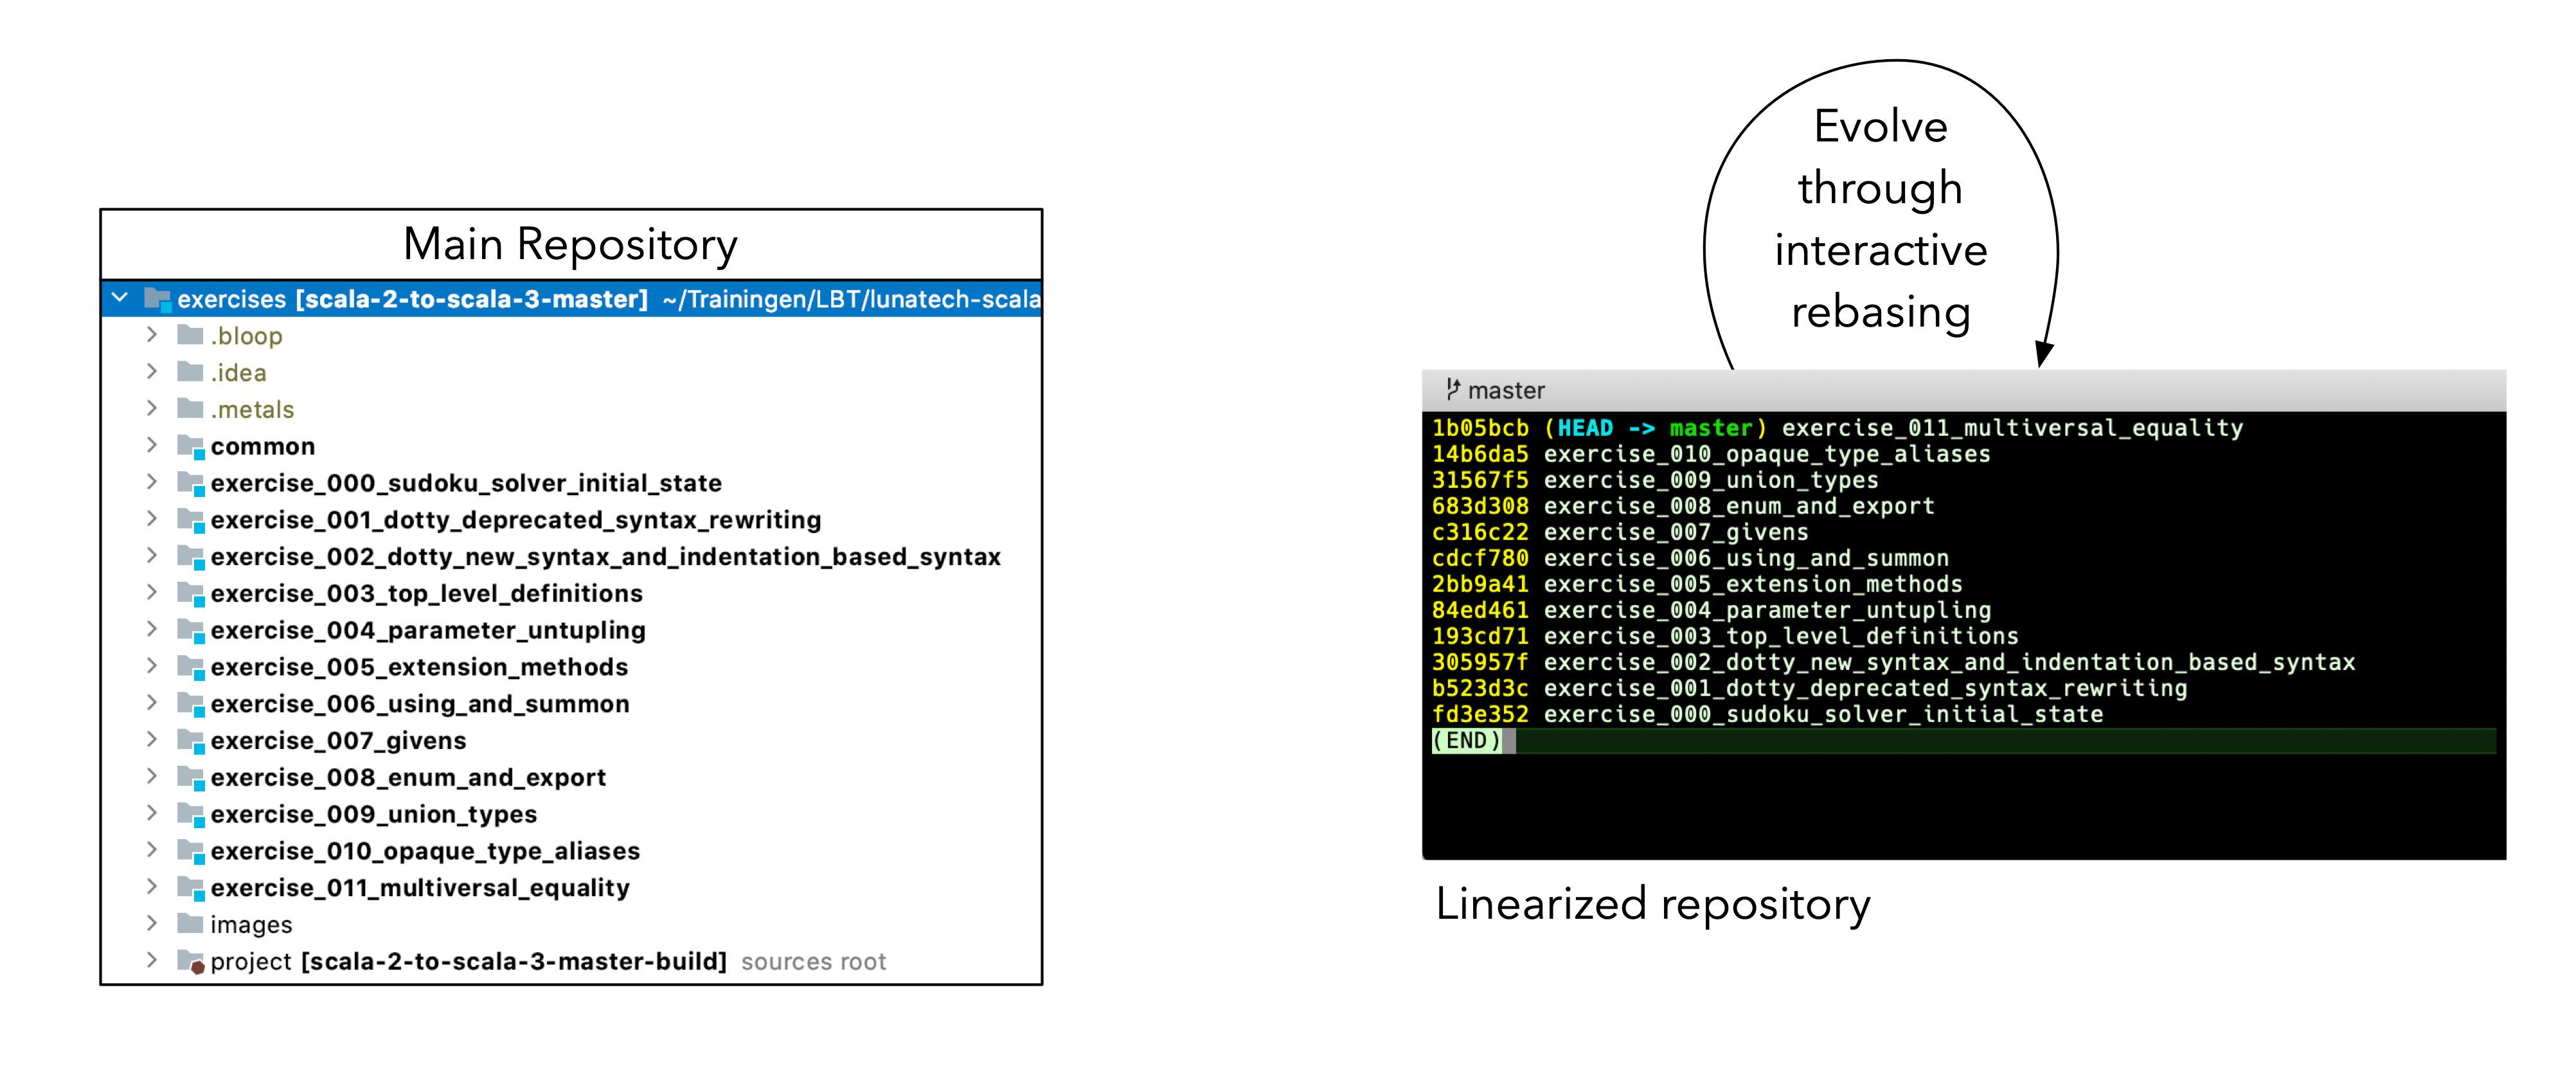 Main Repository
exercises [scala-2-to-scala-3-master] ~/Trainingen/LBT/lunatech-scala
.bloop
.idea
.metals
common
exercise_000_sudoku_solver_initial_state
exercise_001_dotty_deprecated_syntax_rewriting
exercise_002_dotty_new_syntax_and_indentation_based_syntax
exercise_003_top_level_definitions
exercise_004_parameter_untupling
exercise_005_extension_methods
exercise_006_using_and_summon
exercise_007_givens
exercise_008_enum_and_export
exercise_009_union_types
exercise_010_opaque_type_aliases
exercise_011_multiversal_equality
images
project [scala-2-to-scala-3-master-build] sources root
Evolve
through
interactive
rebasing
master
1b05bcb (HEAD -> master) exercise_011_multiversal_equality
14b6da5 exercise_010_opaque_type_aliases
31567f5 exercise_009_union_types
683d308 exercise_008_enum_and_export
c316c22 exercise_007_givens
cdcf780 exercise_006_using_and_summon
2bb9a41 exercise_005_extension_methods
84ed461 exercise_004_parameter_untupling
193cd71 exercise_003_top_level_definitions
305957f exercise_002_dotty_new_syntax_and_indentation_based_syntax
b523d3c exercise_001_dotty_deprecated_syntax_rewriting
fd3e352 exercise_000_sudoku_solver_initial_state
(END)
Linearized repository